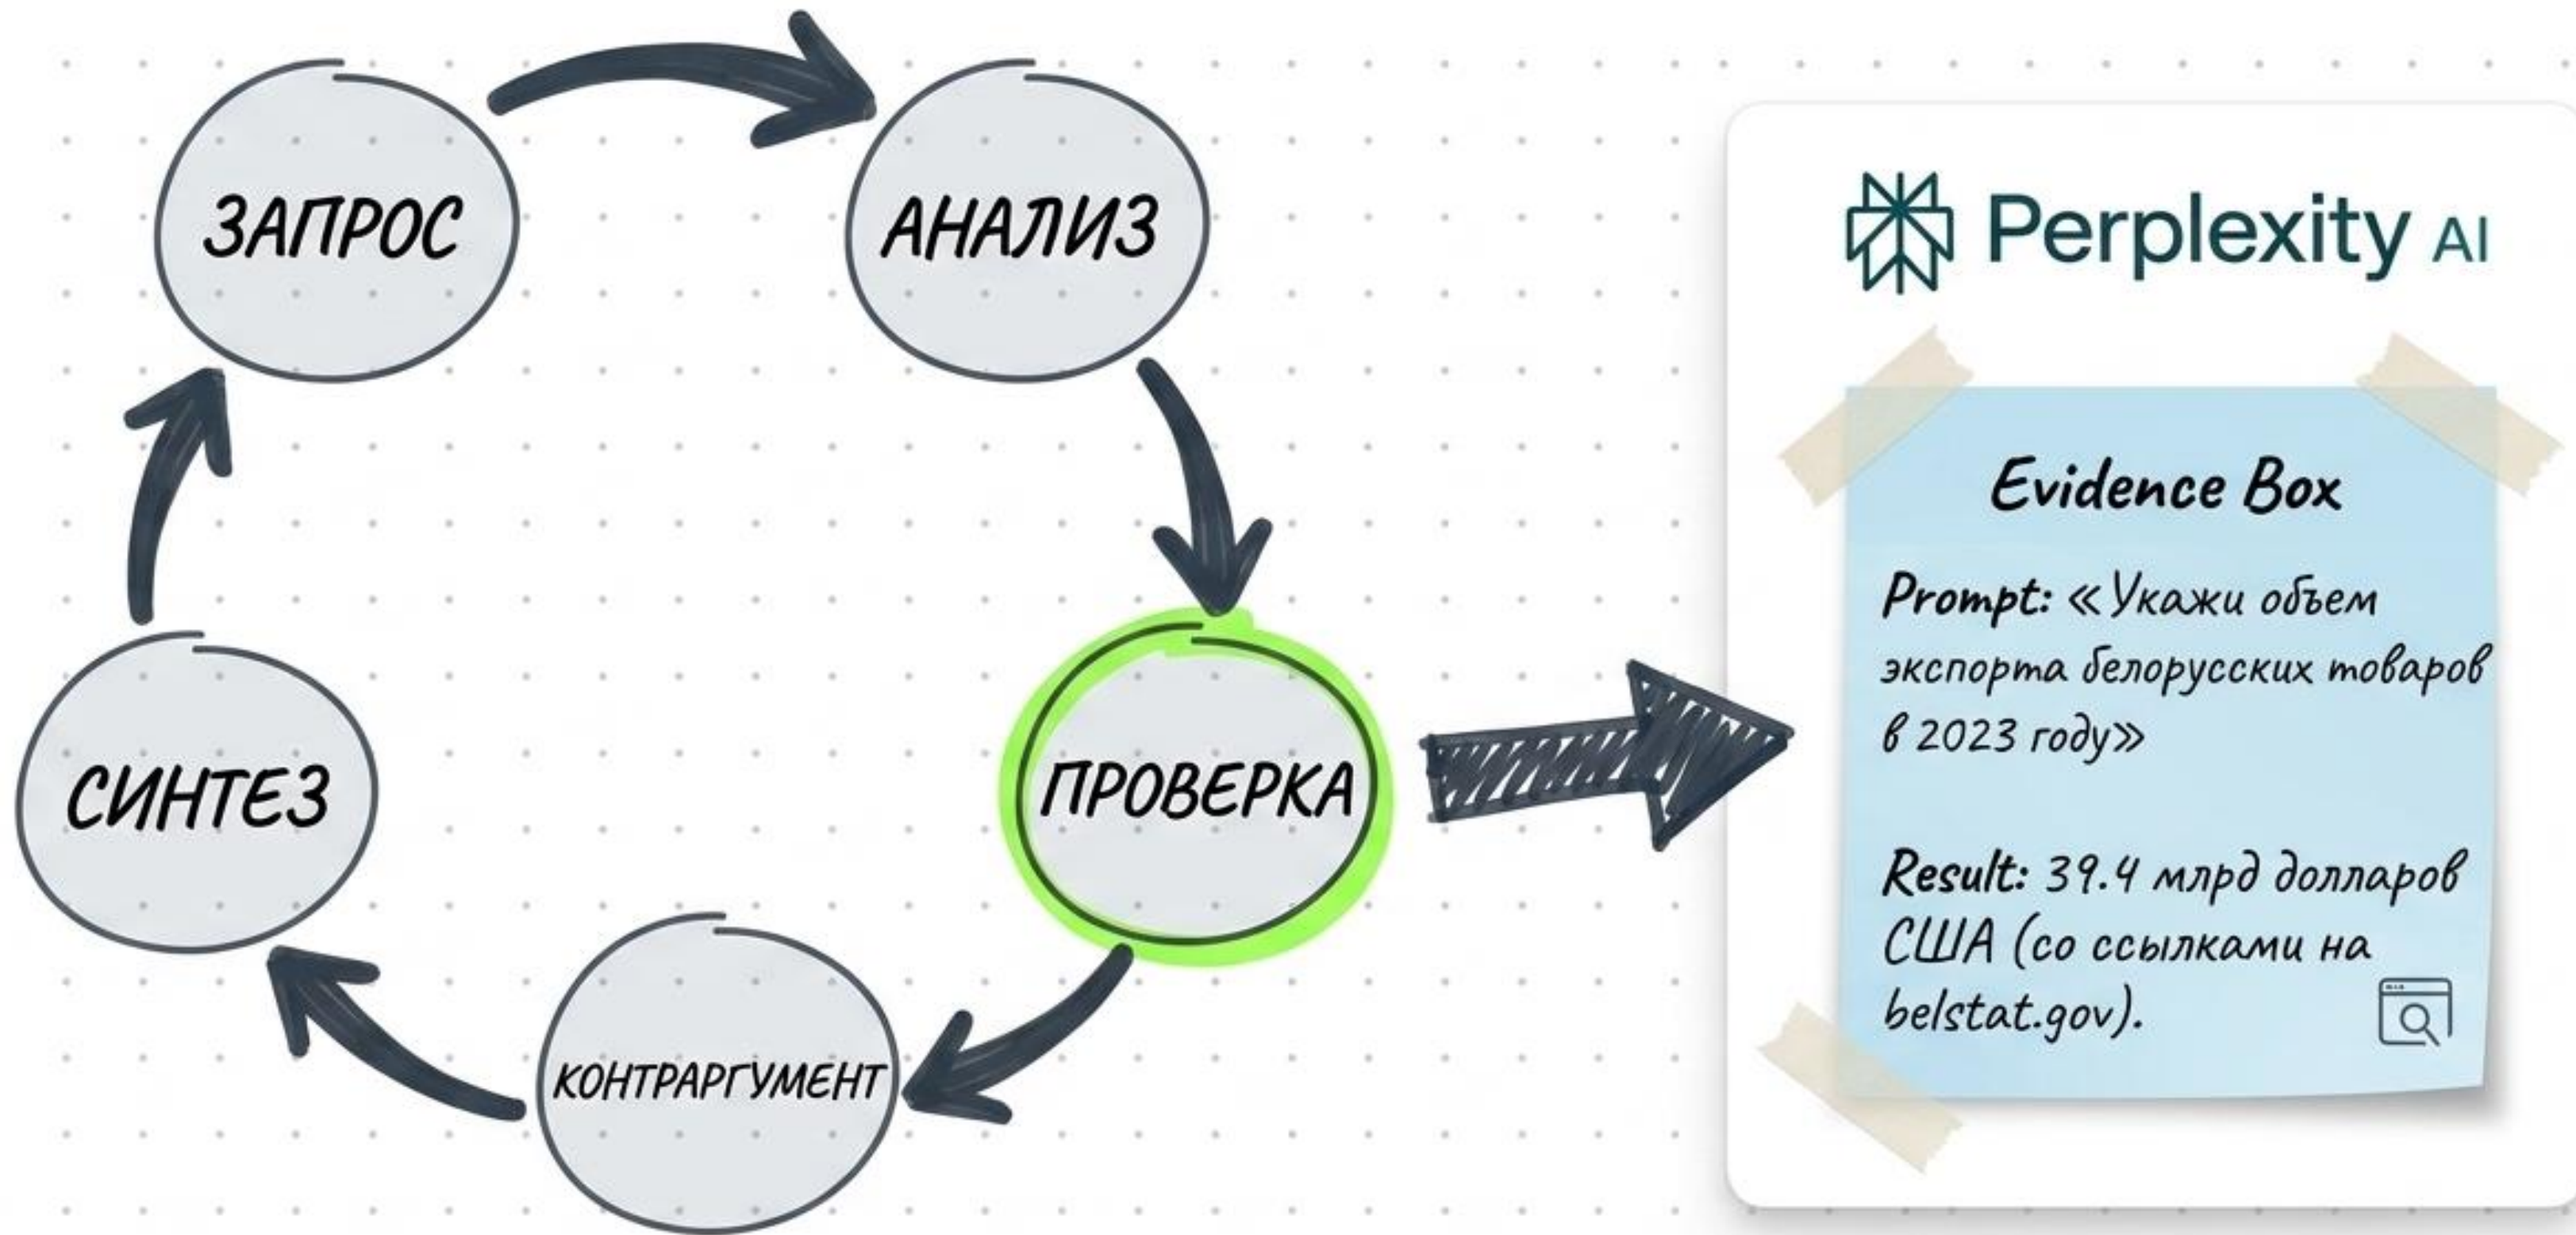 ЗАПРОС
АНАЛИЗ
ПРОВЕРКА
КОНТРАРГУМЕНТ
СИНТЕЗ
Perplexity AI
Evidence Box
Prompt: «Укажи объем
экспорта белорусских товаров
в 2023 году»
Result: 39.4 млрд долларов
США (со ссылками на
belstat.gov).